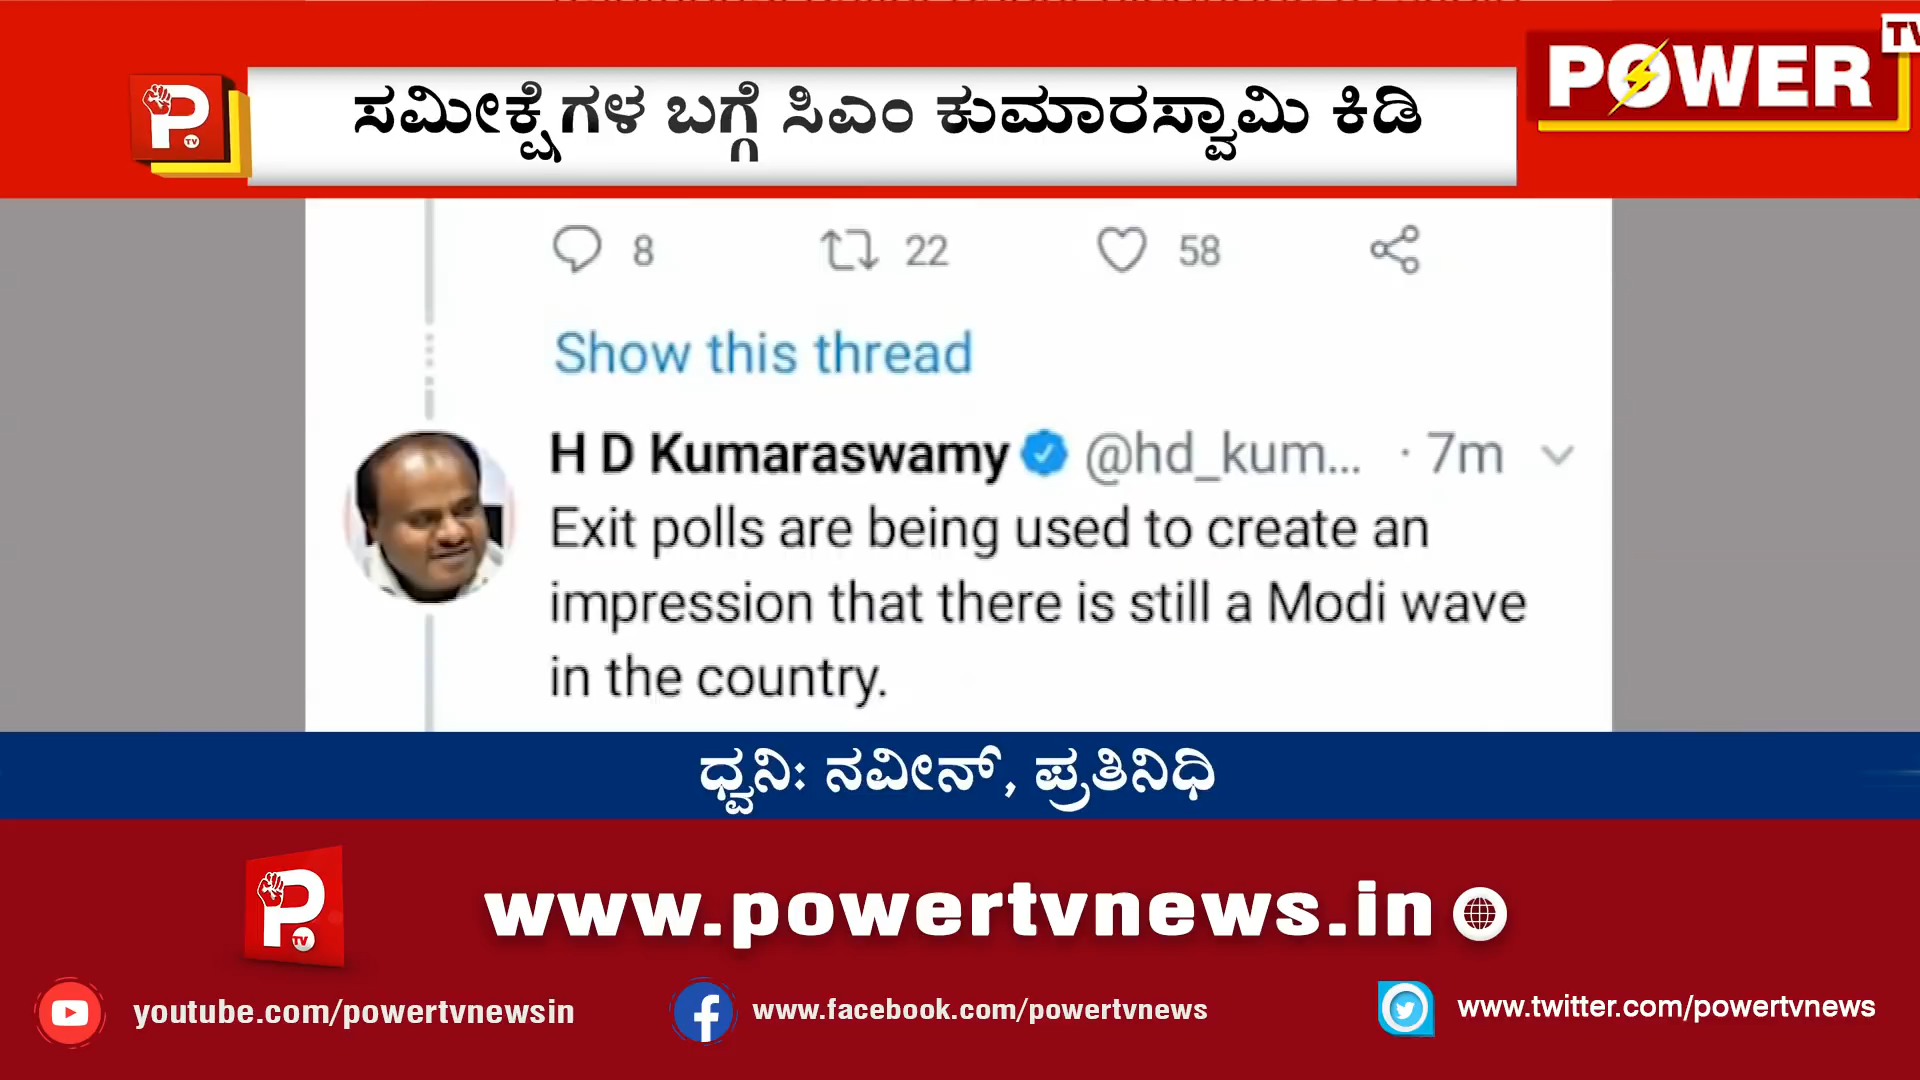 TV
POWER
P TV
ಸಮೀಕ್ಷೆಗಳ ಬಗ್ಗೆ ಸಿಎಂ ಕುಮಾರಸ್ವಾಮಿ ಕಿಡಿ
8 22 58
Show this thread
H D Kumaraswamy @hd_kum... · 7m
Exit polls are being used to create an
impression that there is still a Modi wave
in the country.
ಧ್ವನಿ: ನವೀನ್, ಪ್ರತಿನಿಧಿ
P TV
www.powertvnews.in
youtube.com/powertvnewsin
www.facebook.com/powertvnews
www.twitter.com/powertvnews